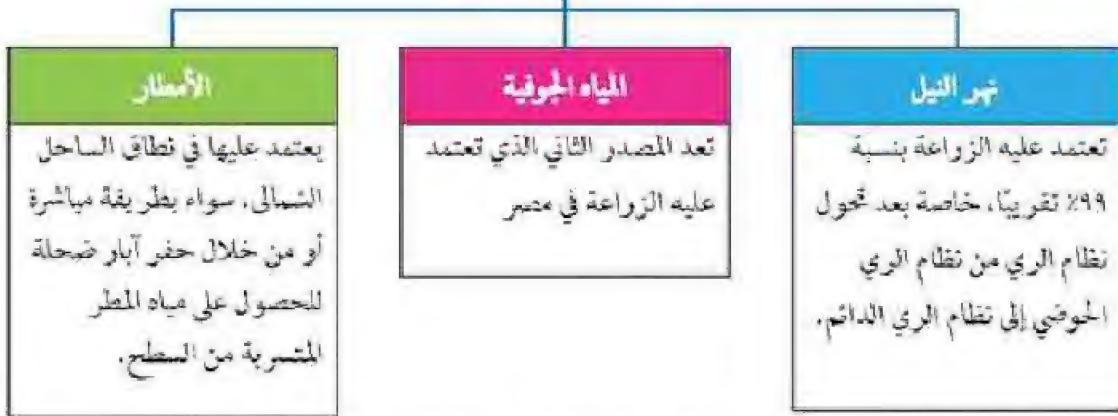 نهر النيل
تعتمد عليه الزراعة بنسبة
٩٩٪ تقريبًا، خاصة بعد تحول
نظام الري من نظام الري
الحوضي إلى نظام الري الدائم.
المياه الجوفية
تعد المصدر الثاني الذي تعتمد
عليه الزراعة في مصر
الأمطار
يعتمد عليها في نطاق الساحل
الشمالى، سواء بطريقة مباشرة
أو من خلال حفر آبار ضحلة
للحصول على مياه المطر
المتسربة من السطح.